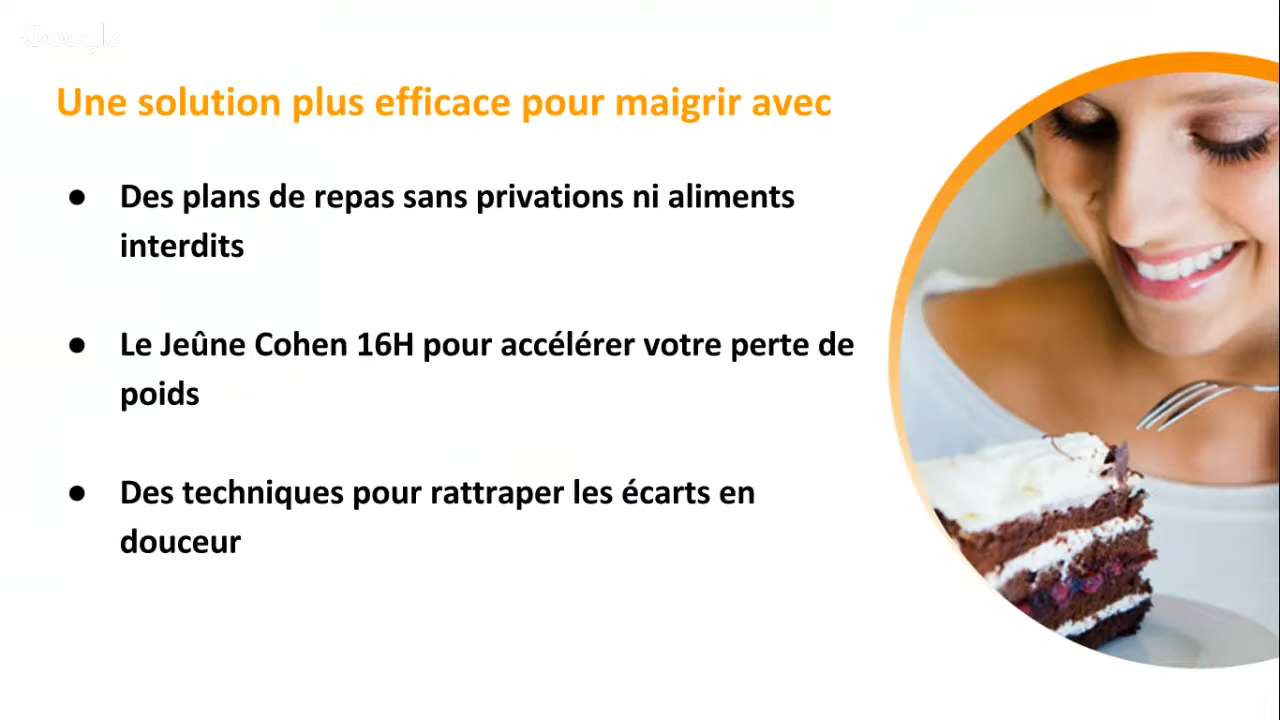 Google
Une solution plus efficace pour maigrir avec
● Des plans de repas sans privations ni aliments
interdits
● Le Jeûne Cohen 16H pour accélérer votre perte de
poids
● Des techniques pour rattraper les écarts en
douceur